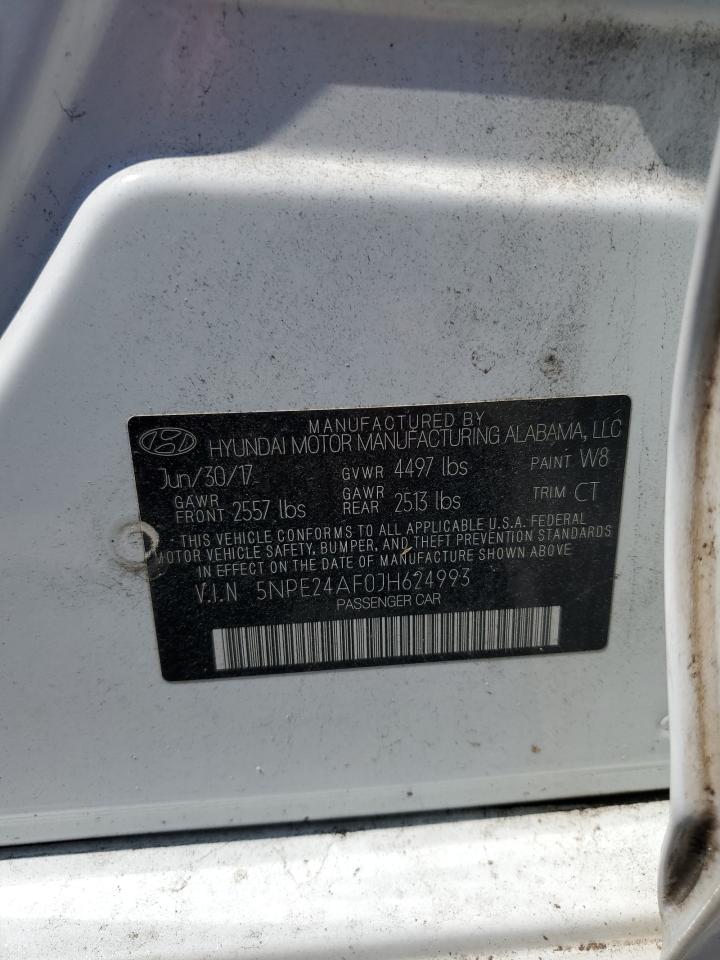 MANUFACTURED BY
HYUNDAI MOTOR MANUFACTURING ALABAMA, LLC
Jun/30/17 GVWR 4497 lbs PAINT W8
GAWR FRONT 2557 lbs GAWR REAR 2513 lbs TRIM CT
THIS VEHICLE CONFORMS TO ALL APPLICABLE U.S.A. FEDERAL
MOTOR VEHICLE SAFETY, BUMPER, AND THEFT PREVENTION STANDARDS
IN EFFECT ON THE DATE OF MANUFACTURE SHOWN ABOVE
V.I.N 5NPE24AF0JH624993
PASSENGER CAR